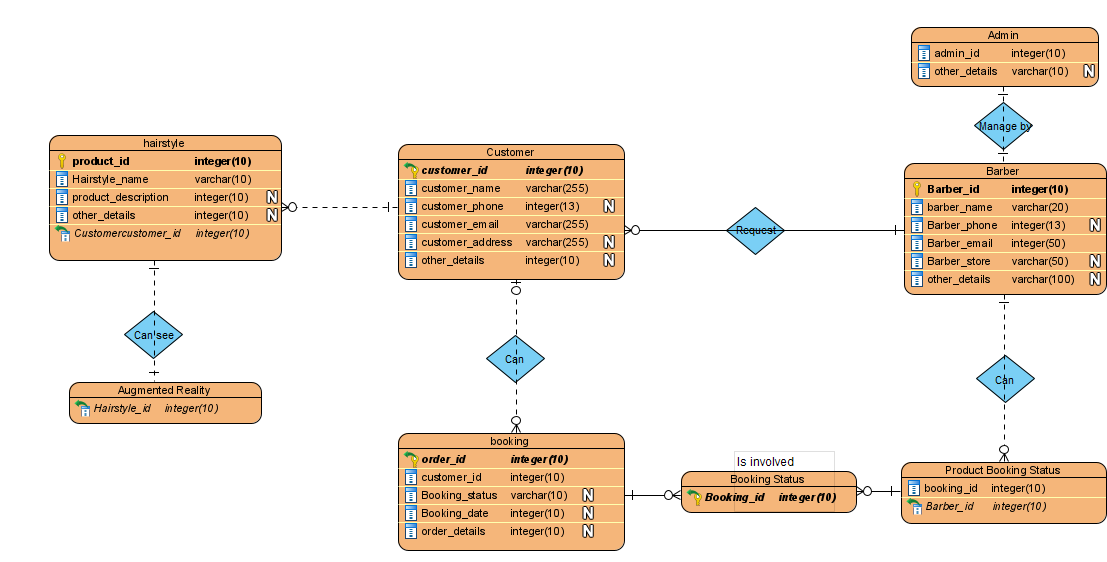 Admin
admin_id integer(10)
other_details varchar(10) N
Manage by
hairstyle
product_id integer(10)
Hairstyle_name varchar(10)
product_description integer(10) N
other_details integer(10) N
Customercustomer_id integer(10)
Customer
customer_id integer(10)
customer_name varchar(255)
customer_phone integer(13) N
customer_email varchar(255)
customer_address varchar(255) N
other_details integer(10) N
Request
Barber
Barber_id integer(10)
barber_name varchar(20)
Barber_phone integer(13) N
Barber_email integer(50)
Barber_store varchar(50) N
other_details varchar(100) N
Can see
Can
Can
Augmented Reality
Hairstyle_id integer(10)
booking
order_id integer(10)
customer_id integer(10)
Booking_status varchar(10) N
Booking_date integer(10) N
order_details integer(10) N
Is involved
Booking Status
Booking_id integer(10)
Product Booking Status
booking_id integer(10)
Barber_id integer(10)